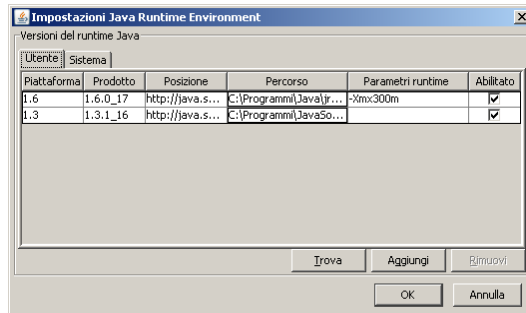 Impostazioni Java Runtime Environment
Versioni del runtime Java
Utente Sistema
Piattaforma Prodotto Posizione Percorso Parametri runtime Abilitato
1.6 1.6.0_17 http://java.s... C:\Programmi\Java\jr... -Xmx300m
1.3 1.3.1_16 http://java.s... C:\Programmi\JavaSo...
Trova Aggiungi Rimuovi
OK Annulla